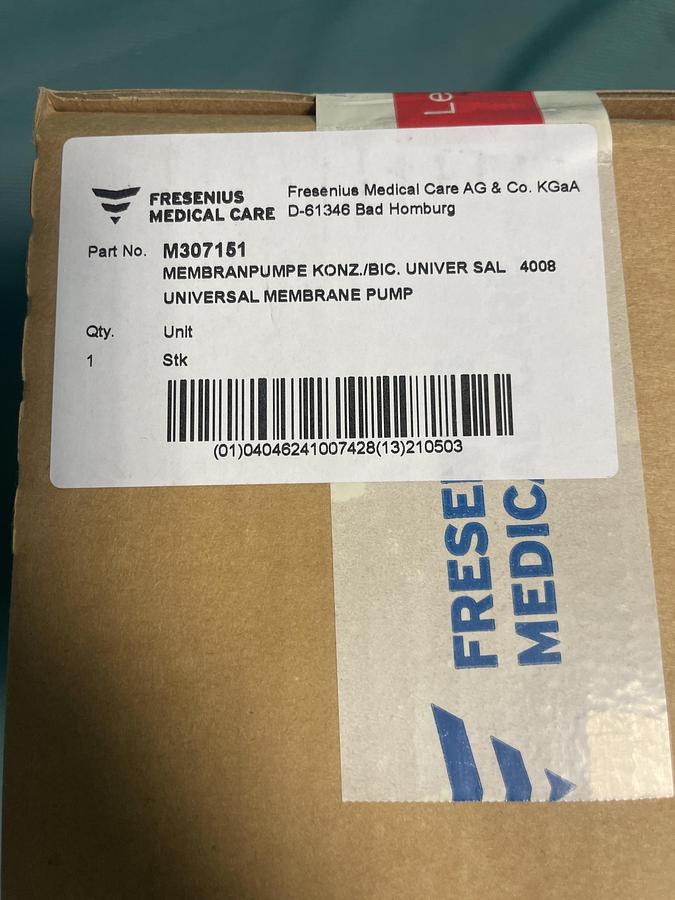 Le
FRESENIUS
MEDICAL CARE
Fresenius Medical Care AG & Co. KGaA
D-61346 Bad Homburg
Part No. M307151
MEMBRANPUMPE KONZ./BIC. UNIVER SAL 4008
UNIVERSAL MEMBRANE PUMP
Qty. Unit
1 Stk
(01)04046241007428(13)210503
FRESE
MEDIC